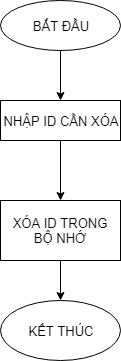 BẮT ĐẦU
NHẬP ID CẦN XÓA
XÓA ID TRONG
BỘ NHỚ
KẾT THÚC